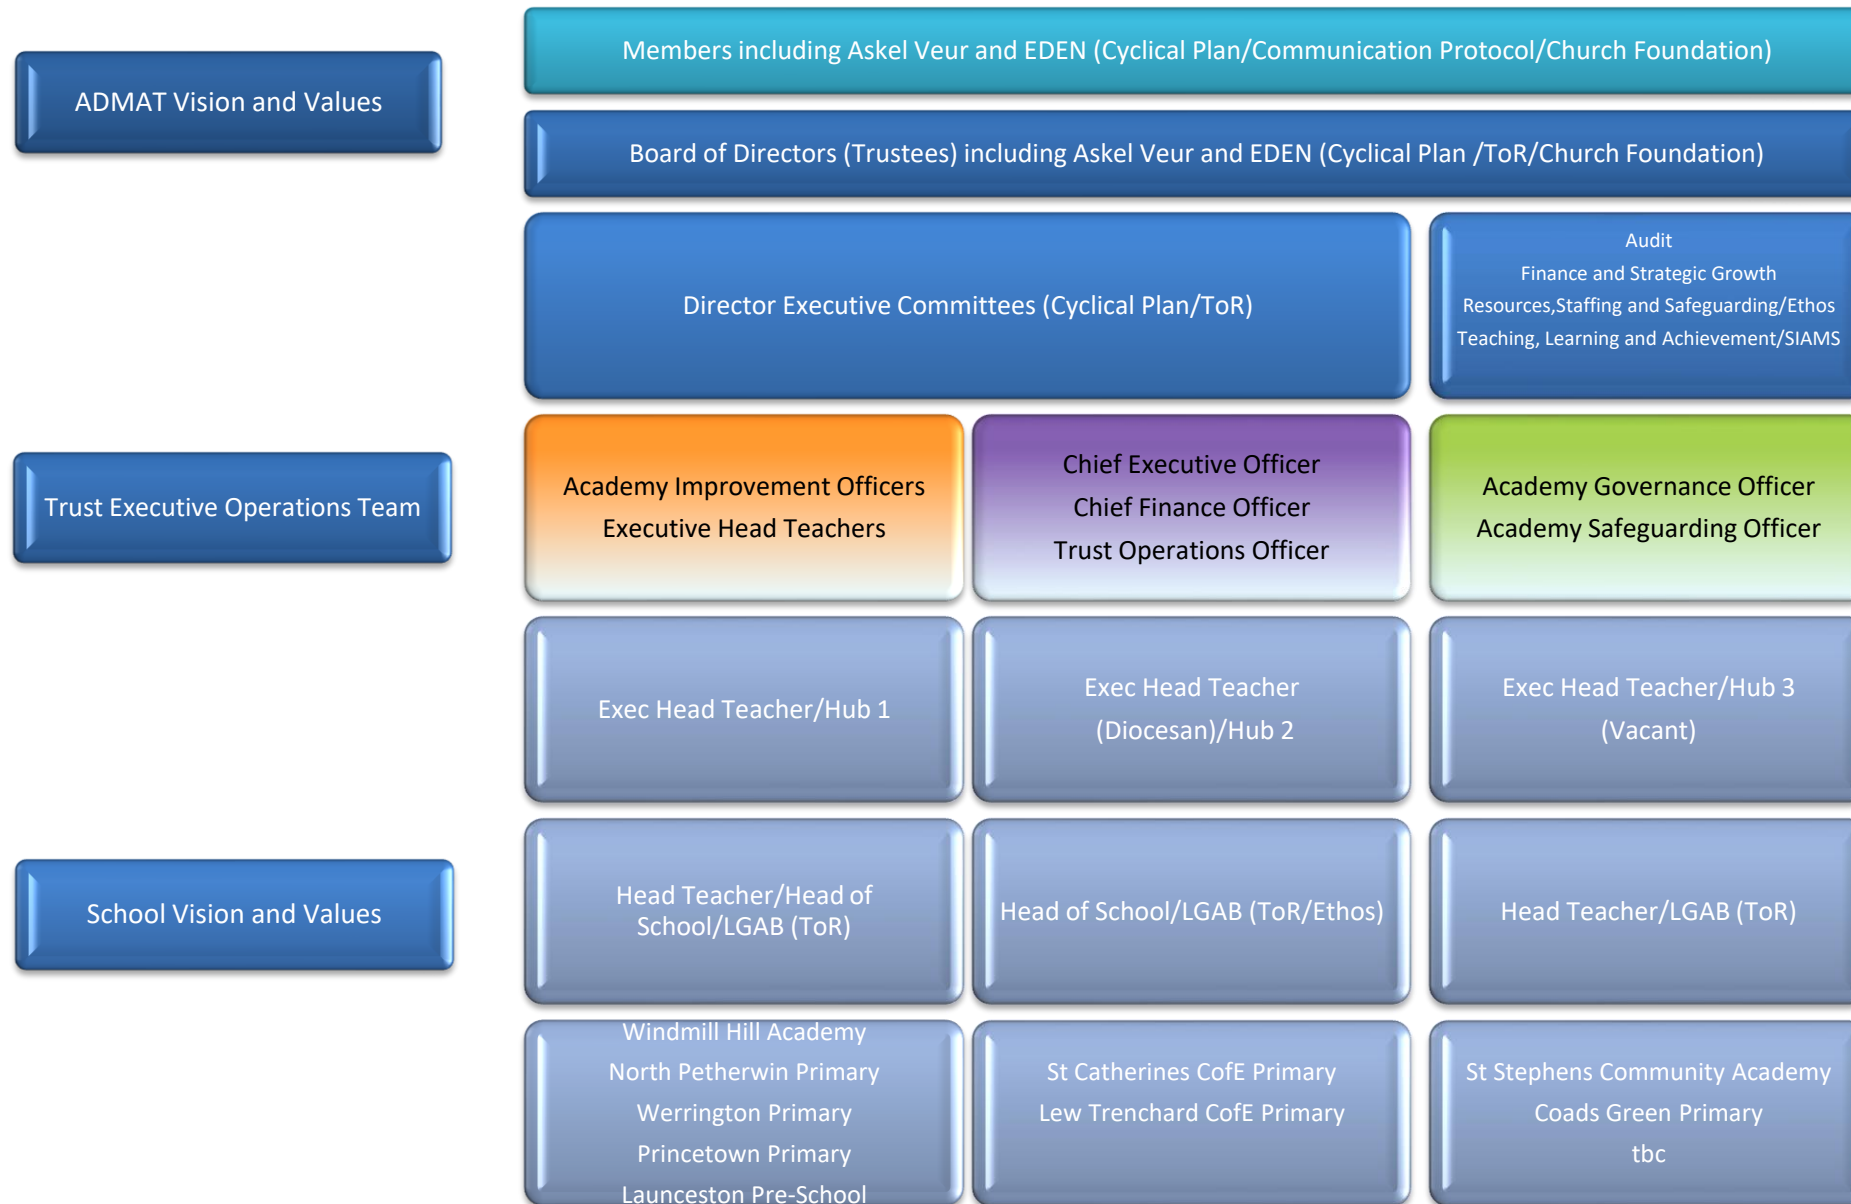 ADMAT Vision and Values
Members including Askel Veur and EDEN (Cyclical Plan/Communication Protocol/Church Foundation)
Board of Directors (Trustees) including Askel Veur and EDEN (Cyclical Plan /ToR/Church Foundation)
Director Executive Committees (Cyclical Plan/ToR)
Audit
Finance and Strategic Growth
Resources,Staffing and Safeguarding/Ethos
Teaching, Learning and Achievement/SIAMS
Trust Executive Operations Team
Academy Improvement Officers
Executive Head Teachers
Chief Executive Officer
Chief Finance Officer
Trust Operations Officer
Academy Governance Officer
Academy Safeguarding Officer
Exec Head Teacher/Hub 1
Exec Head Teacher
(Diocesan)/Hub 2
Exec Head Teacher/Hub 3
(Vacant)
School Vision and Values
Head Teacher/Head of
School/LGAB (ToR)
Head of School/LGAB (ToR/Ethos)
Head Teacher/LGAB (ToR)
Windmill Hill Academy
North Petherwin Primary
Werrington Primary
Princetown Primary
Launceston Pre-School
St Catherines CofE Primary
Lew Trenchard CofE Primary
St Stephens Community Academy
Coads Green Primary
tbc